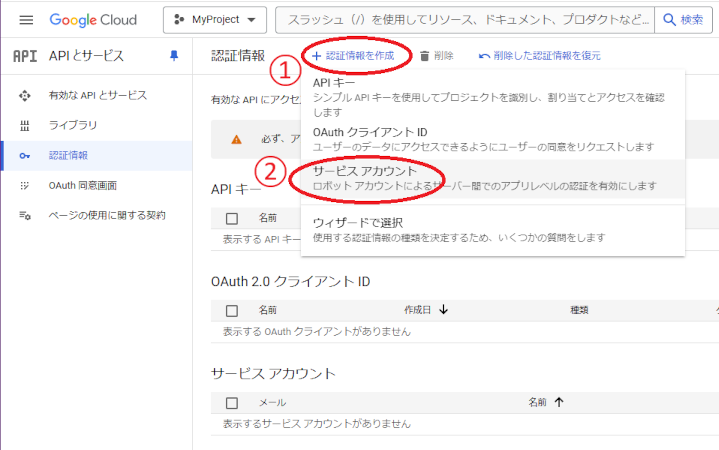 Google Cloud
MyProject
スラッシュ（/）を使用してリソース、ドキュメント、プロダクトなど...
検索
API APIとサービス
認証情報
① + 認証情報を作成
削除
削除した認証情報を復元
有効な API とサービス
ライブラリ
認証情報
OAuth 同意画面
ページの使用に関する契約
有効な API にアクセ
必ず、ア
API キー
シンプル API キーを使用してプロジェクトを識別し、割り当てとアクセスを確認
します
OAuth クライアント ID
ユーザーのデータにアクセスできるようにユーザーの同意をリクエストします
② サービス アカウント
ロボット アカウントによるサーバー間でのアプリレベルの認証を有効にします
ウィザードで選択
使用する認証情報の種類を決定するため、いくつかの質問をします
API キー
名前
表示する API キー
OAuth 2.0 クライアント ID
名前
作成日
種類
表示する OAuth クライアントがありません
サービス アカウント
メール
名前
表示するサービス アカウントがありません